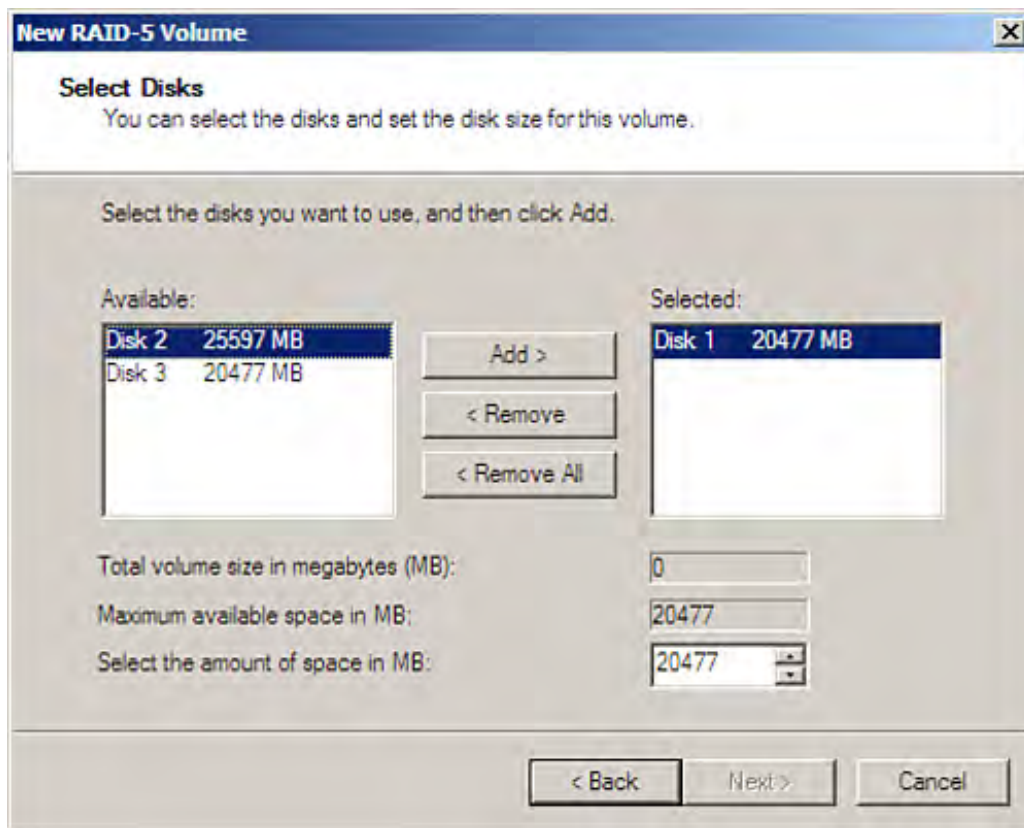 New RAID-5 Volume
Select Disks
You can select the disks and set the disk size for this volume.
Select the disks you want to use, and then click Add.
Available:
Disk 2 25597 MB
Disk 3 20477 MB
Add >
< Remove
< Remove All
Selected:
Disk 1 20477 MB
Total volume size in megabytes (MB): 0
Maximum available space in MB: 20477
Select the amount of space in MB: 20477
< Back Next > Cancel